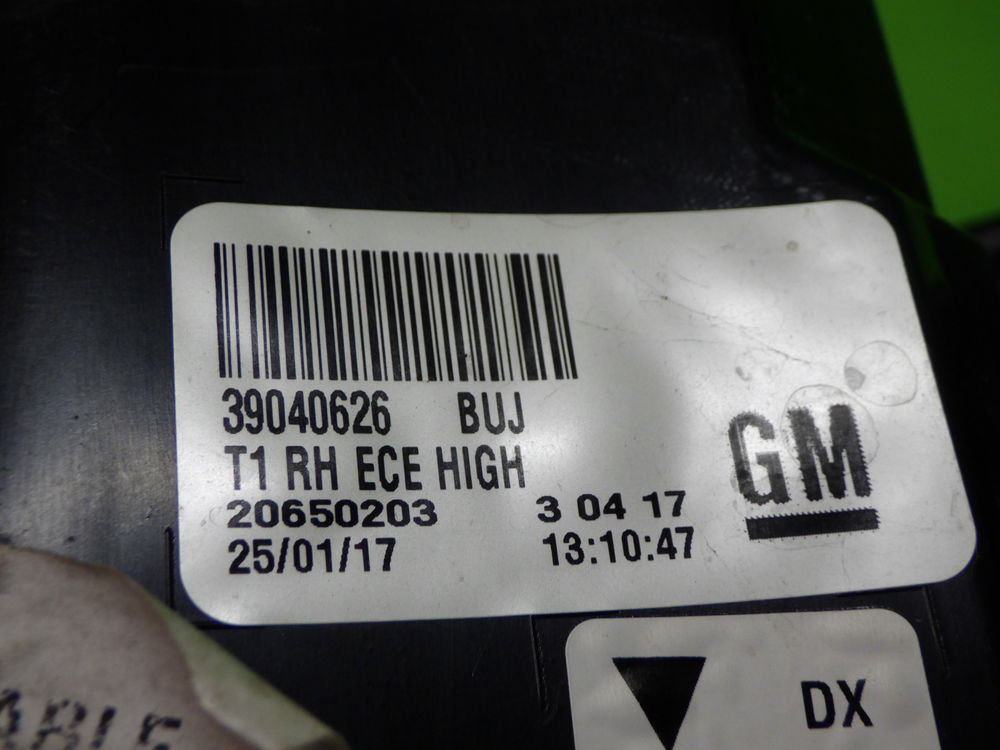 39040626 BUJ
T1 RH ECE HIGH
20650203 3 04 17
25/01/17 13:10:47
GM
DX